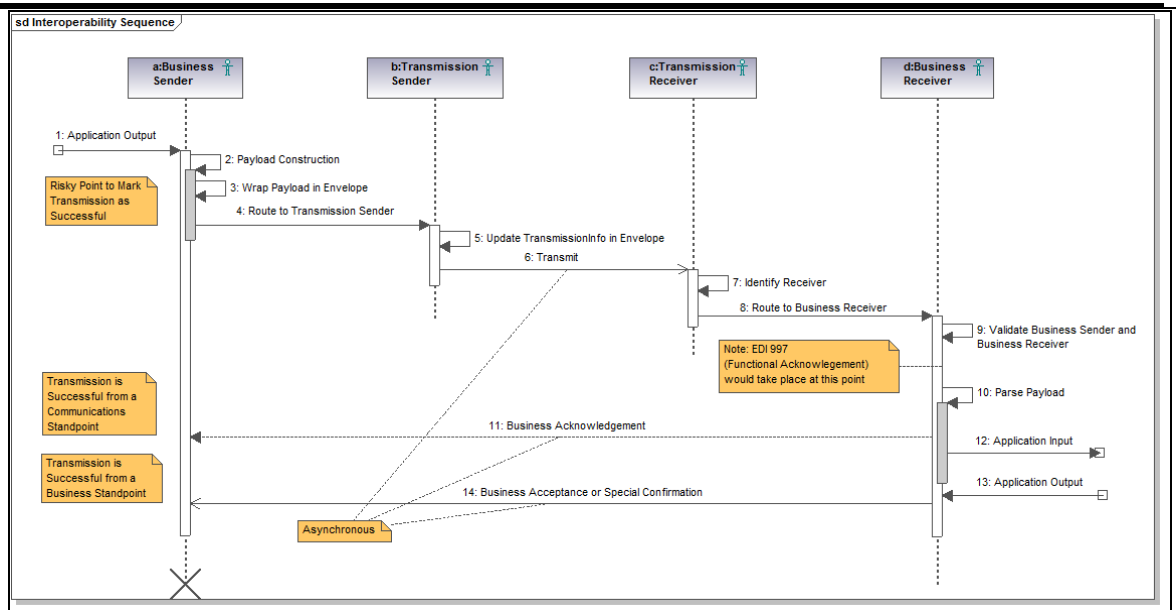 sd Interoperability Sequence
a:Business
Sender
b:Transmission
Sender
c:Transmission
Receiver
d:Business
Receiver
1: Application Output
2: Payload Construction
Risky Point to Mark
Transmission as
Successful
3: Wrap Payload in Envelope
4: Route to Transmission Sender
5: Update TransmissionInfo in Envelope
6: Transmit
7: Identify Receiver
8: Route to Business Receiver
9: Validate Business Sender and
Business Receiver
Note: EDI 997
(Functional Acknowlegement)
would take place at this point
Transmission is
Successful from a
Communications
Standpoint
10: Parse Payload
11: Business Acknowledgement
12: Application Input
Transmission is
Successful from a
Business Standpoint
13: Application Output
14: Business Acceptance or Special Confirmation
Asynchronous